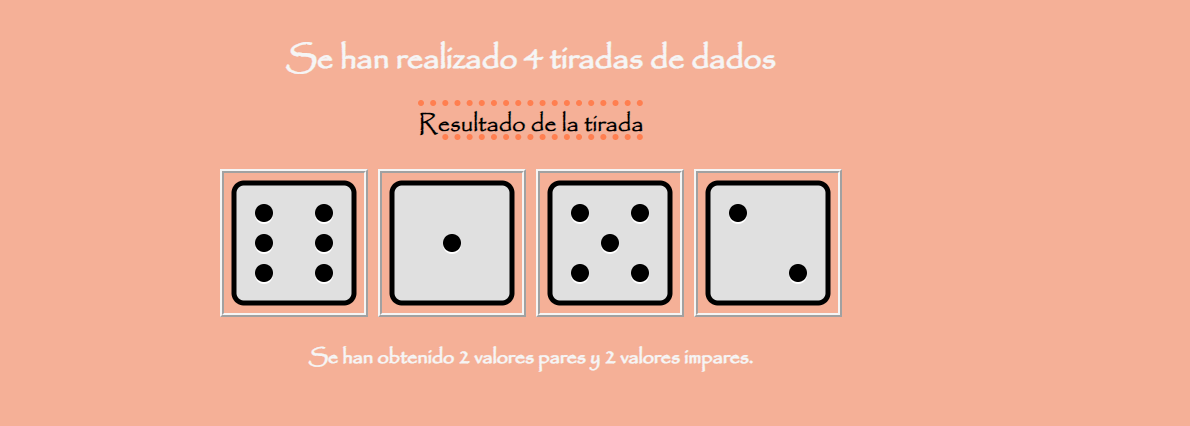 Se han realizado 4 tiradas de dados
Resultado de la tirada
Se han obtenido 2 valores pares y 2 valores impares.